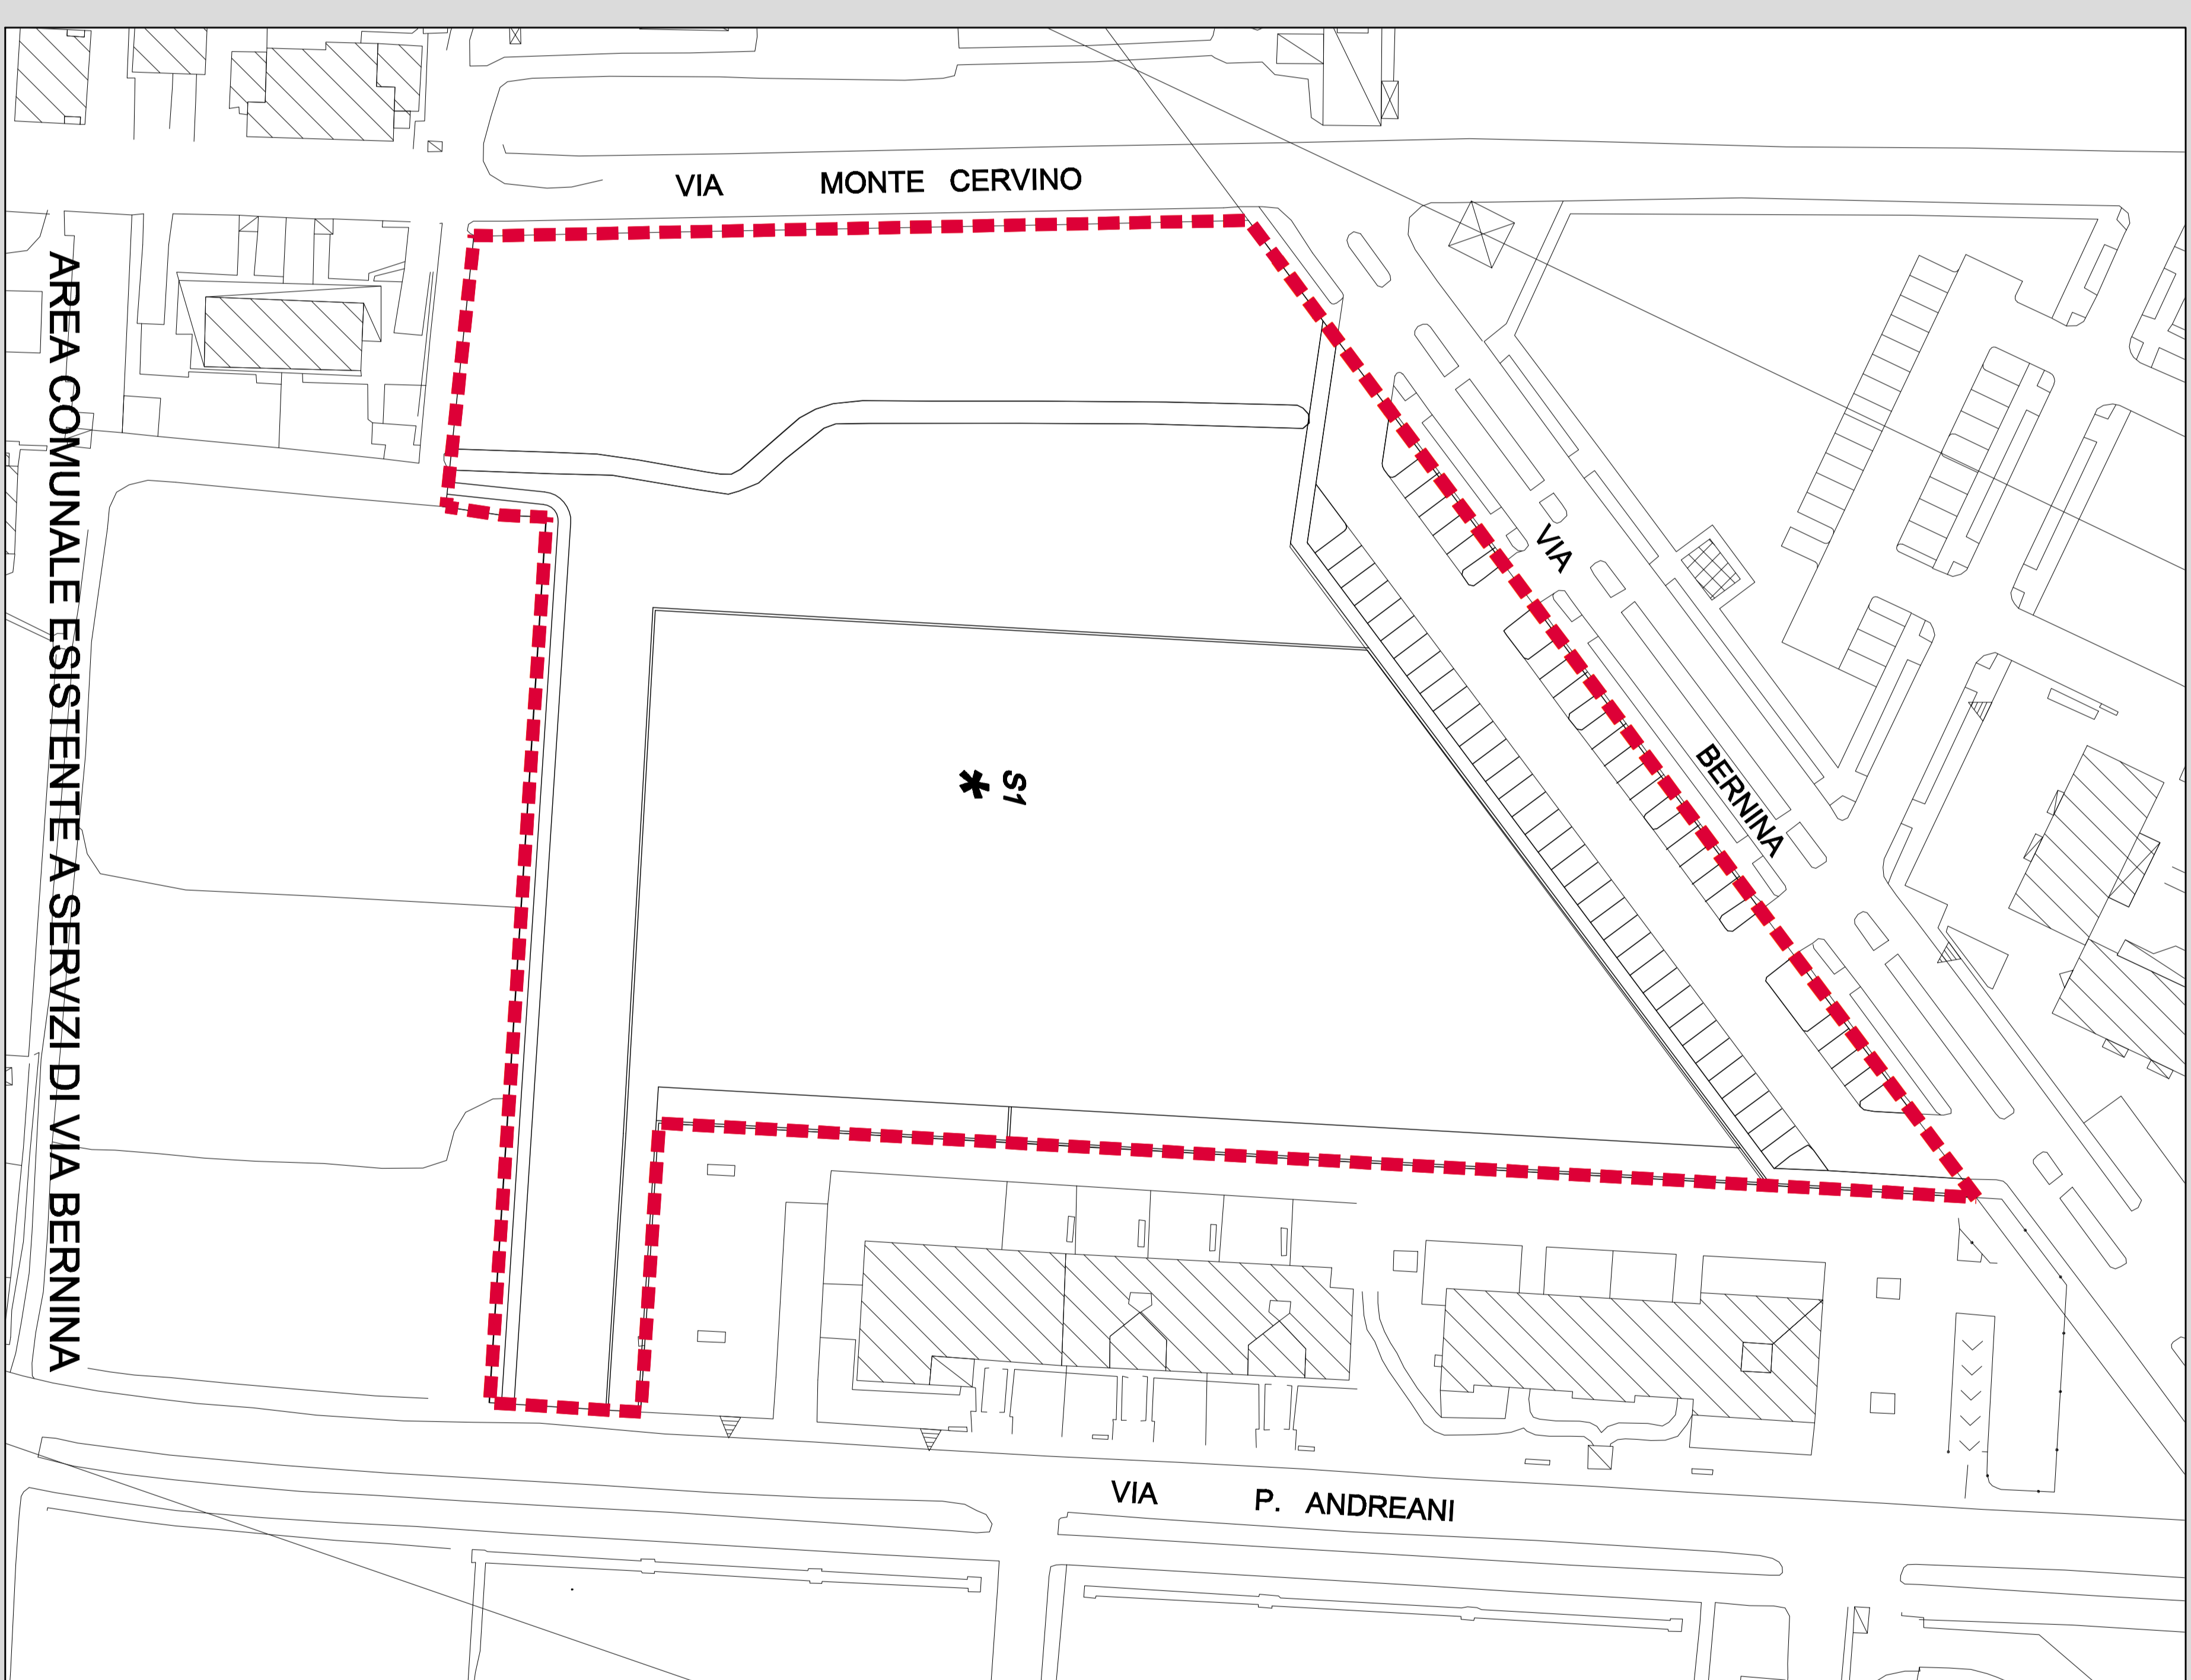 VIA MONTE CERVINO
AREA COMUNALE ESISTENTE A SERVIZI DI VIA BERNINA
VIA BERNINA
* S1
VIA P. ANDREANI